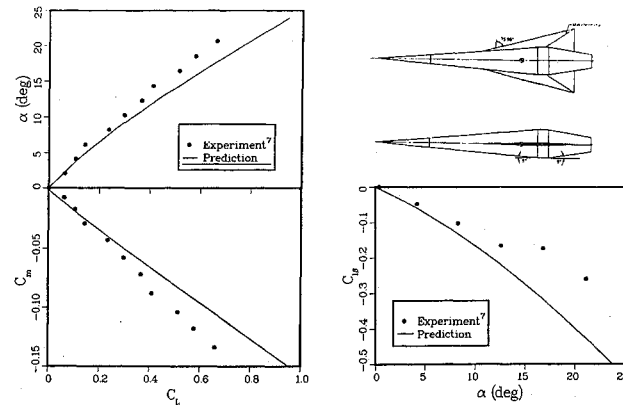 25
20
15
10
5
0
α (deg)
• Experiment⁷
— Prediction
-0.05
-0.10
-0.15
Cm
0.0 0.2 0.4 0.6 0.8 1.0
CL
0
-0.1
-0.2
-0.3
-0.4
-0.5
Clβ
• Experiment⁷
— Prediction
0 5 10 15 20 25
α (deg)